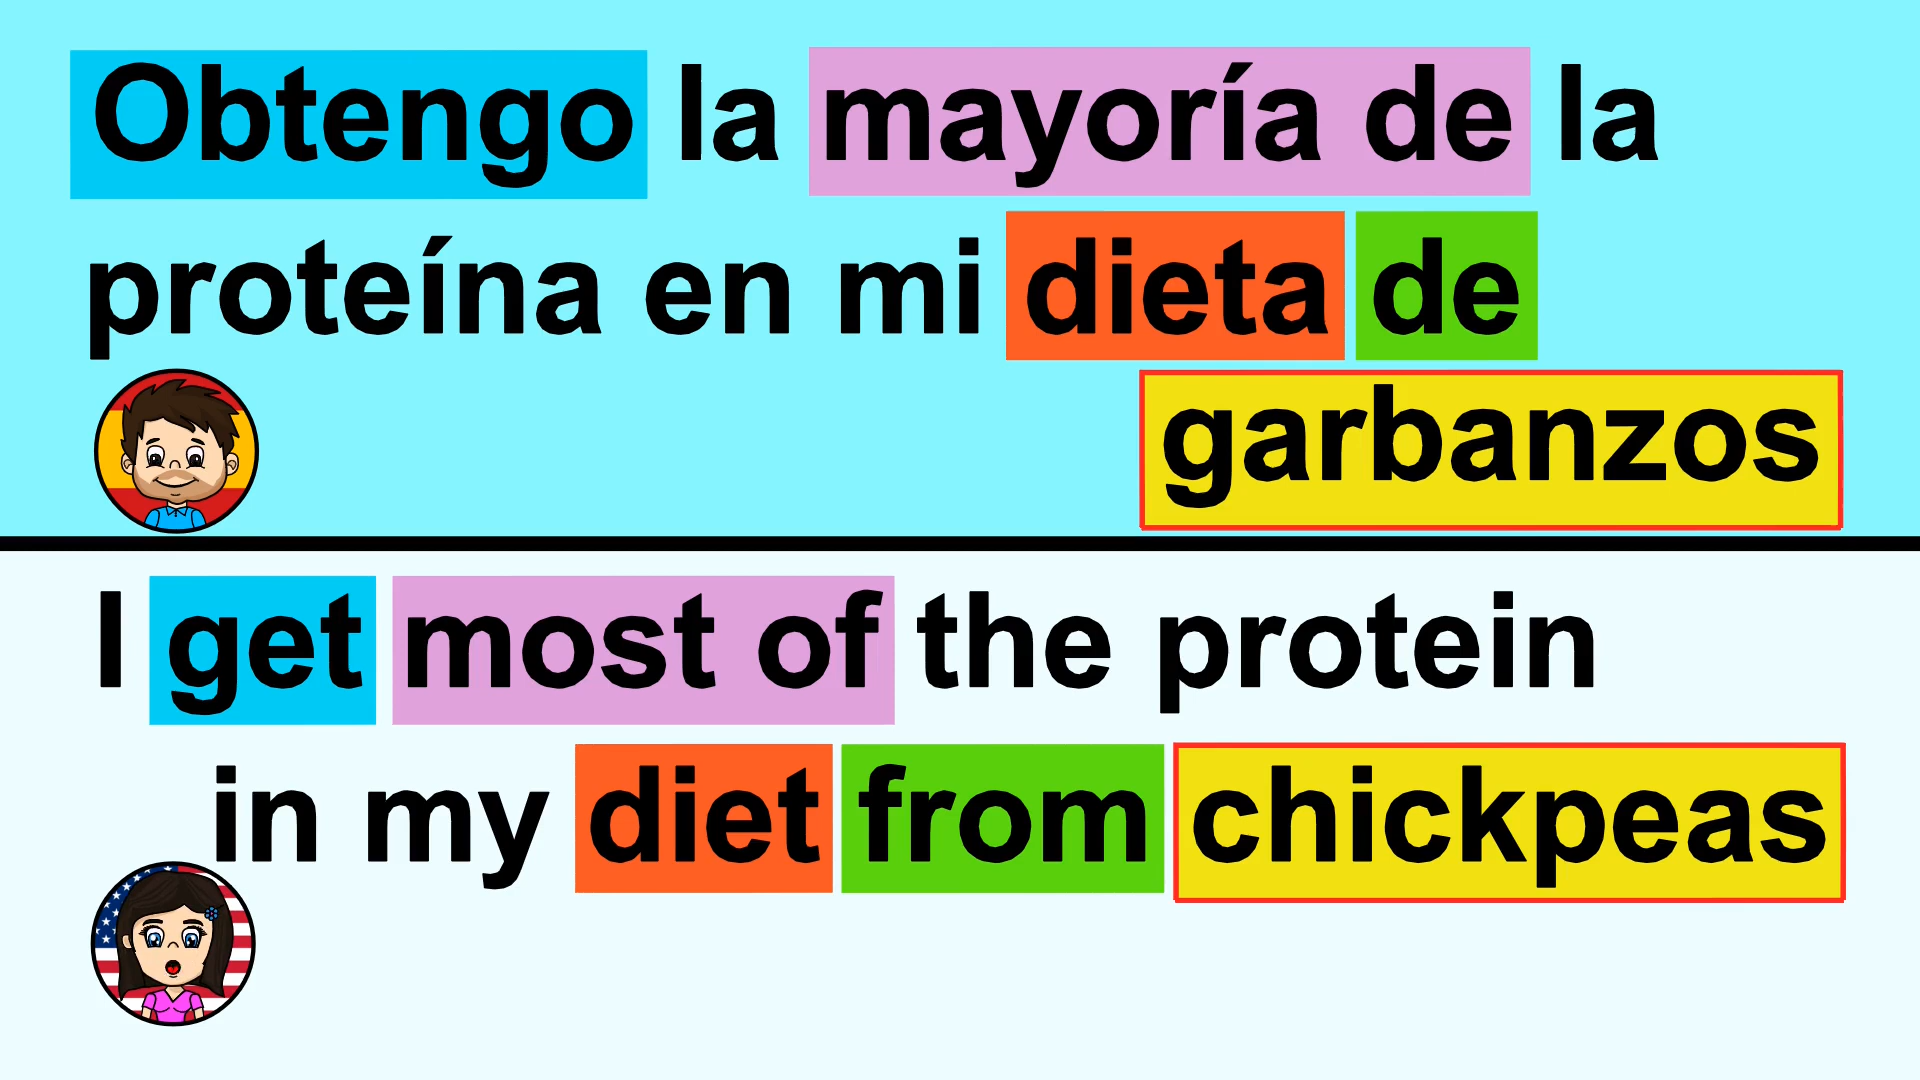 Obtengo la mayoría de la
proteína en mi dieta de
garbanzos
I get most of the protein
in my diet from chickpeas